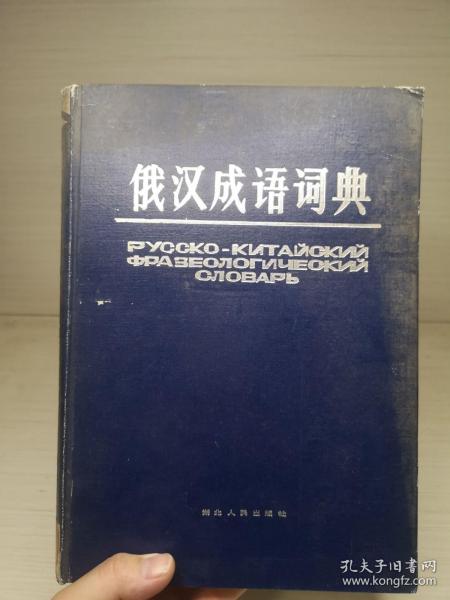 俄汉成语词典
РУССКО-КИТАЙСКИЙ
ФРАЗЕОЛОГИЧЕСКИЙ
СЛОВАРЬ
湖北人民出版社
孔夫子旧书网
www.kongfz.com